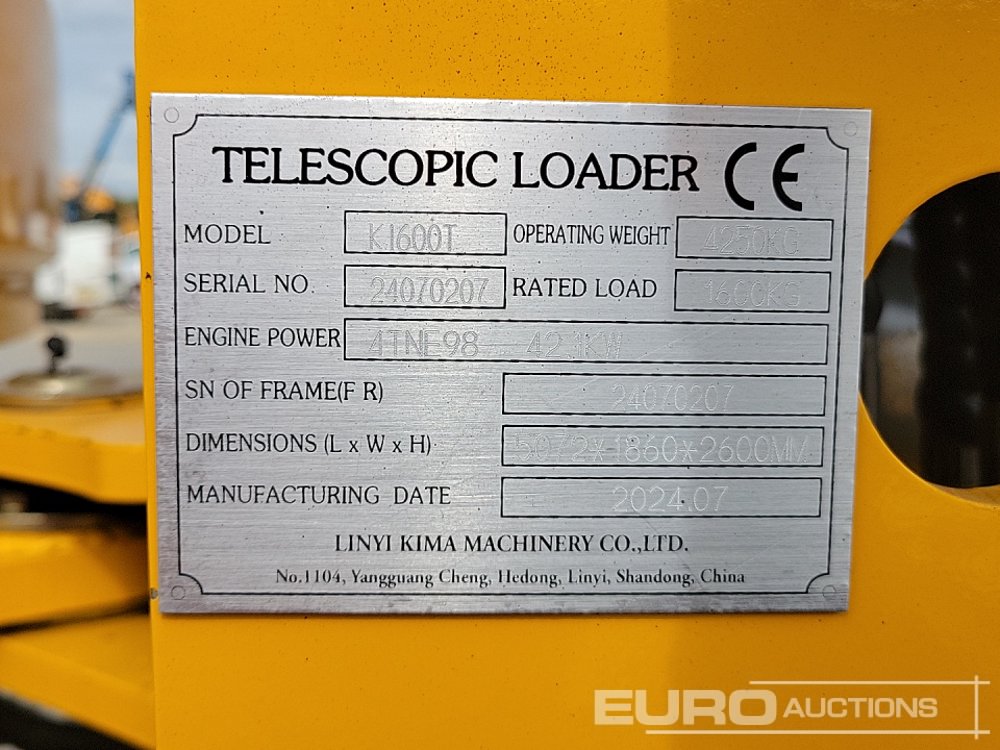 TELESCOPIC LOADER CE
MODEL K1600T OPERATING WEIGHT 4250KG
SERIAL NO. 24070207 RATED LOAD 1600KG
ENGINE POWER 4TNE98 42.1KW
SN OF FRAME(F R) 24070207
DIMENSIONS (L x W x H) 5072*1860*2600MM
MANUFACTURING DATE 2024.07
LINYI KIMA MACHINERY CO.,LTD.
No.1104, Yangguang Cheng, Hedong, Linyi, Shandong, China
EURO AUCTIONS